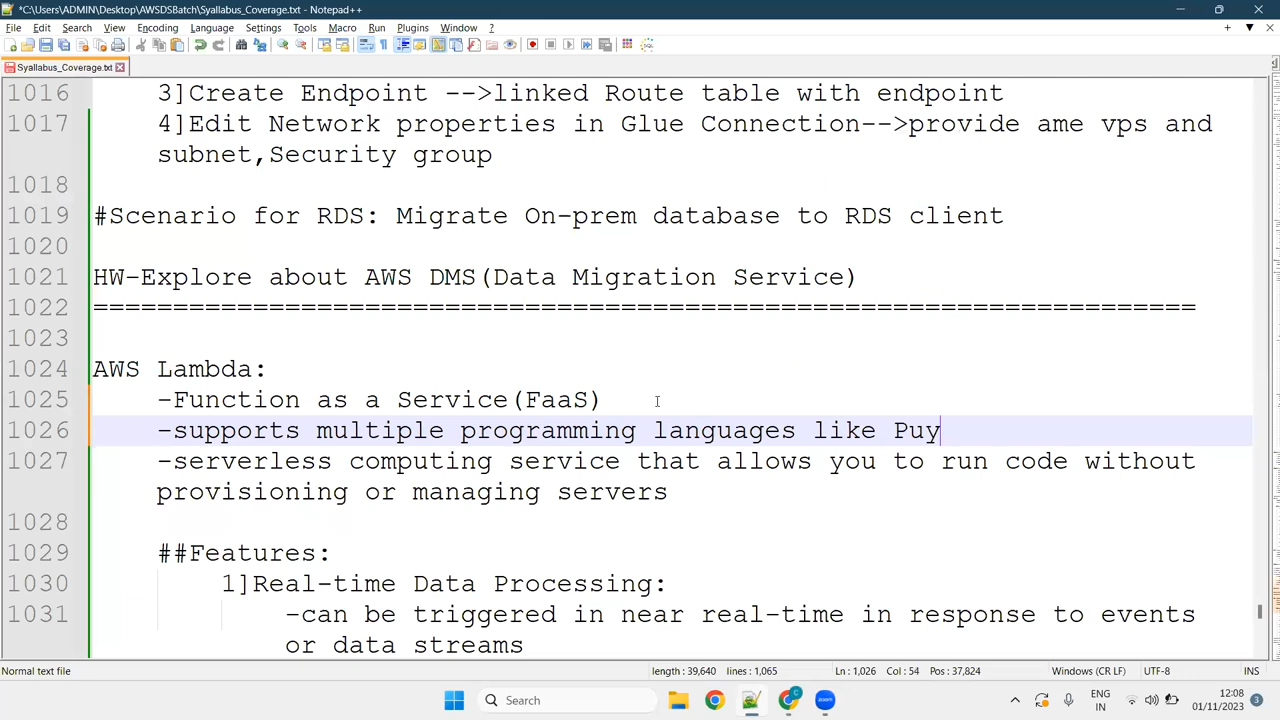 *C:\Users\ADMIN\Desktop\AWSDSBatch\Syallabus_Coverage.txt - Notepad++
File Edit Search View Encoding Language Settings Tools Macro Run Plugins Window ?
Syallabus_Coverage.txt
1016 3]Create Endpoint -->linked Route table with endpoint
1017 4]Edit Network properties in Glue Connection-->provide ame vps and
subnet,Security group
1018
1019 #Scenario for RDS: Migrate On-prem database to RDS client
1020
1021 HW-Explore about AWS DMS(Data Migration Service)
1022 =====================================================================
1023
1024 AWS Lambda:
1025 -Function as a Service(FaaS)
1026 -supports multiple programming languages like Puy
1027 -serverless computing service that allows you to run code without
provisioning or managing servers
1028
1029 ##Features:
1030 1]Real-time Data Processing:
1031 -can be triggered in near real-time in response to events
or data streams
Normal text file length : 39,640 lines : 1,065 Ln : 1,026 Col : 54 Pos : 37,824 Windows (CR LF) UTF-8 INS
Search ENG IN 12:08 01/11/2023 3